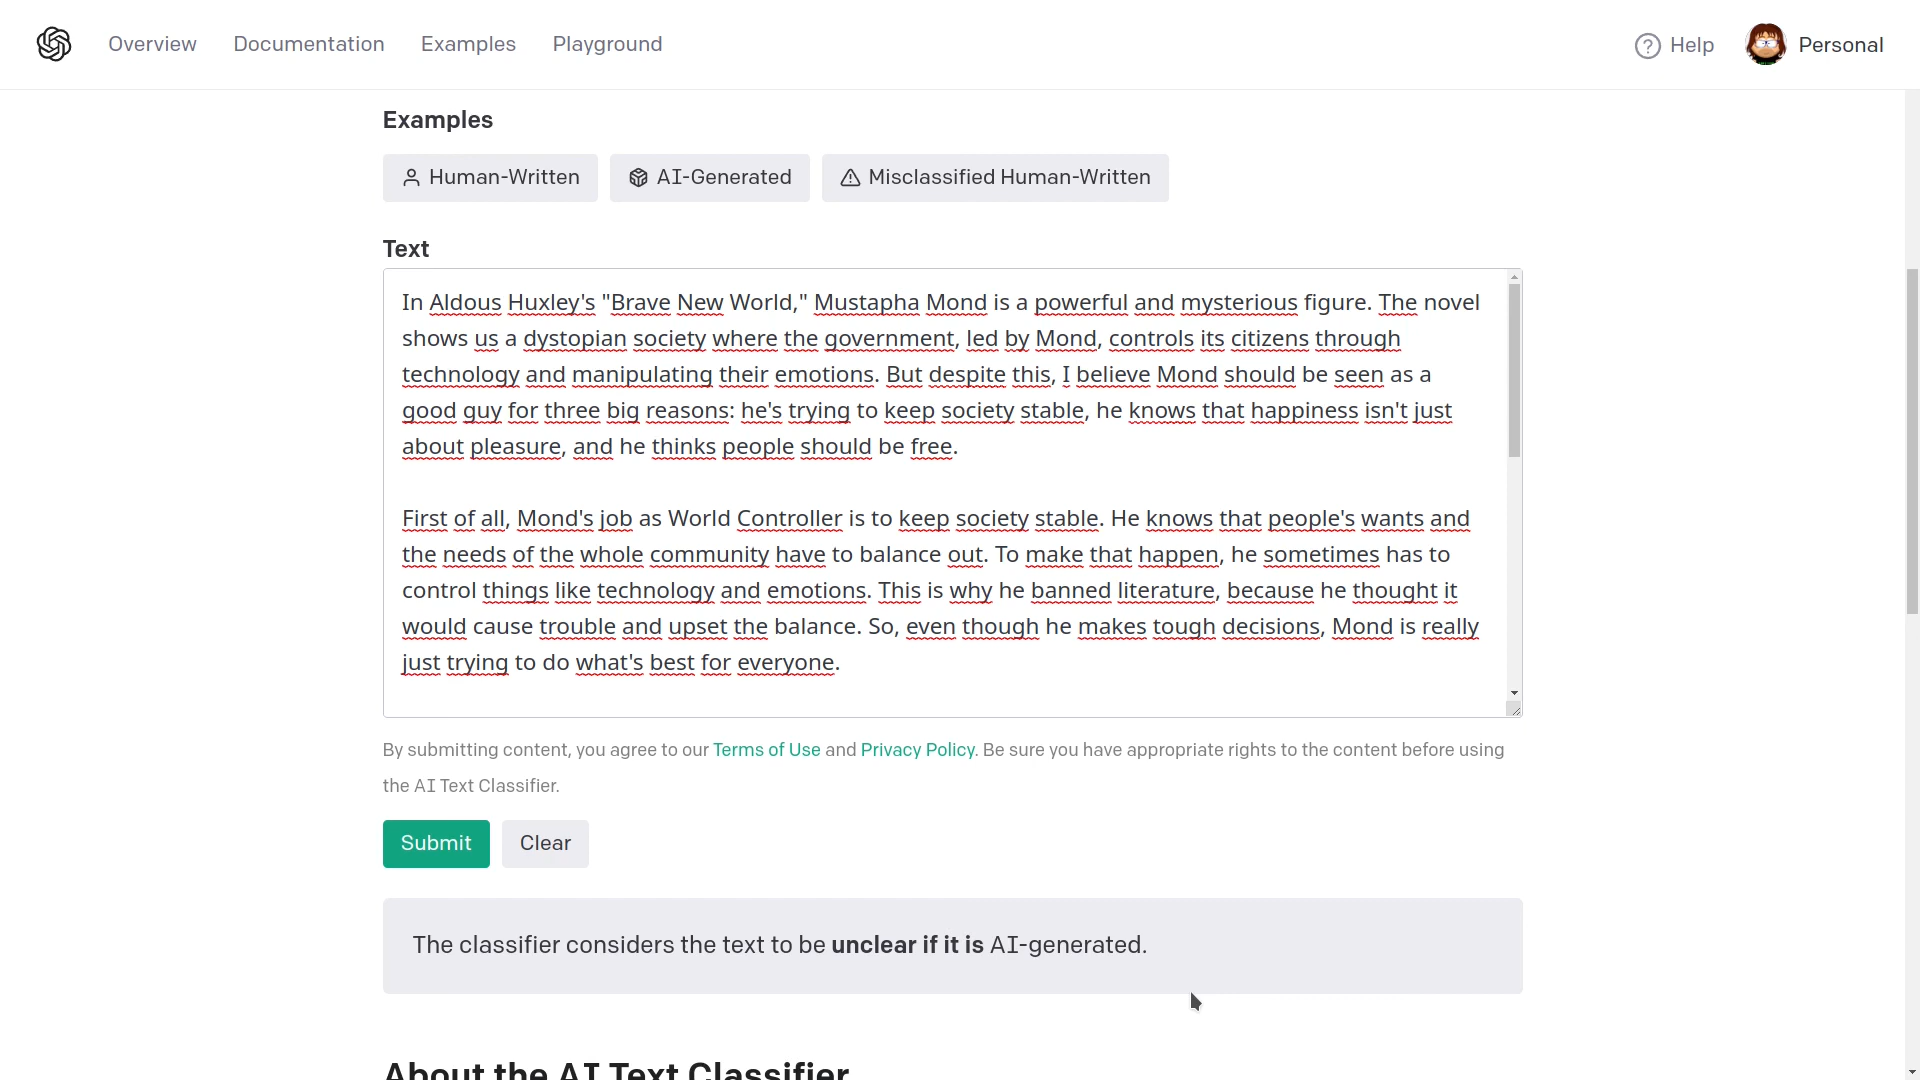 Overview Documentation Examples Playground Help Personal
Examples
Human-Written AI-Generated Misclassified Human-Written
Text
In Aldous Huxley's "Brave New World," Mustapha Mond is a powerful and mysterious figure. The novel
shows us a dystopian society where the government, led by Mond, controls its citizens through
technology and manipulating their emotions. But despite this, I believe Mond should be seen as a
good guy for three big reasons: he's trying to keep society stable, he knows that happiness isn't just
about pleasure, and he thinks people should be free.
First of all, Mond's job as World Controller is to keep society stable. He knows that people's wants and
the needs of the whole community have to balance out. To make that happen, he sometimes has to
control things like technology and emotions. This is why he banned literature, because he thought it
would cause trouble and upset the balance. So, even though he makes tough decisions, Mond is really
just trying to do what's best for everyone.
By submitting content, you agree to our Terms of Use and Privacy Policy. Be sure you have appropriate rights to the content before using
the AI Text Classifier.
Submit Clear
The classifier considers the text to be unclear if it is AI-generated.
About the AI Text Classifier